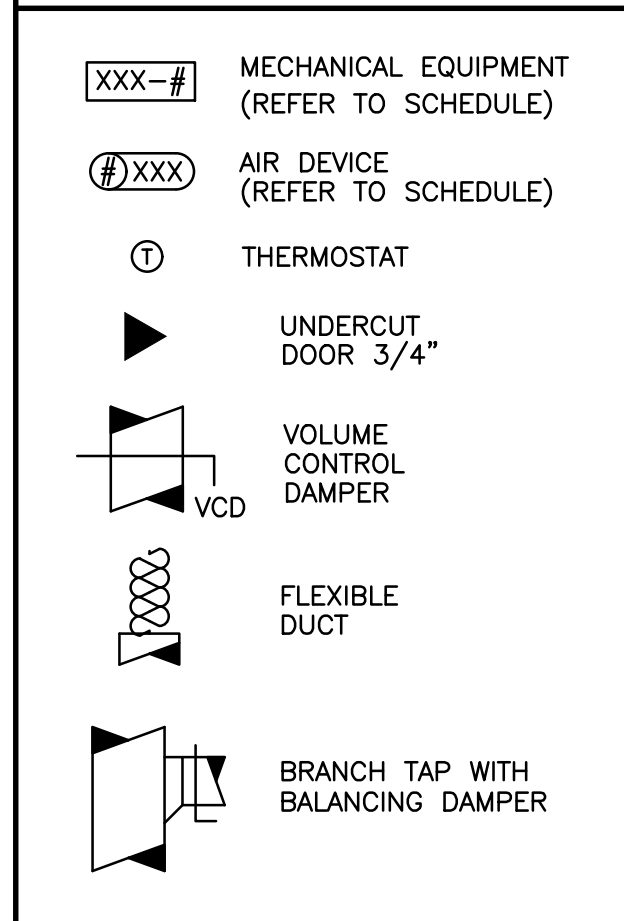 XXX-# MECHANICAL EQUIPMENT
(REFER TO SCHEDULE)
# XXX AIR DEVICE
(REFER TO SCHEDULE)
T THERMOSTAT
UNDERCUT
DOOR 3/4”
VOLUME
CONTROL
DAMPER
VCD
FLEXIBLE
DUCT
BRANCH TAP WITH
BALANCING DAMPER